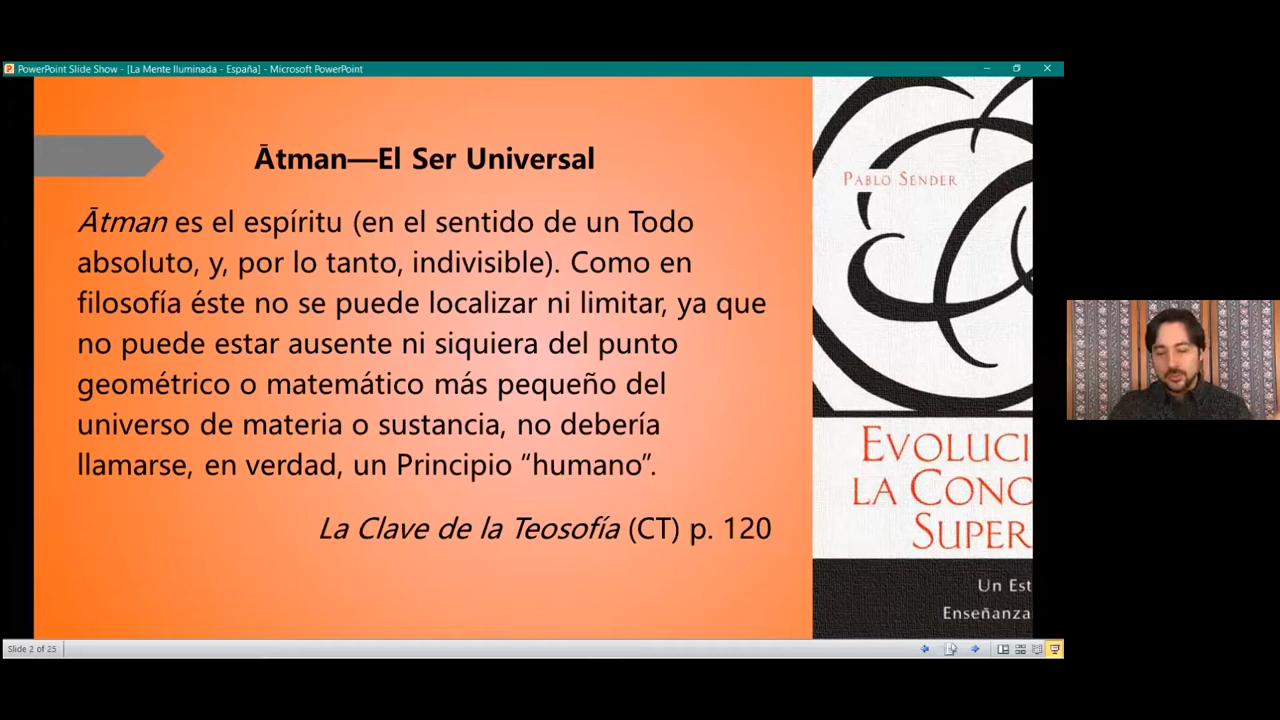 PowerPoint Slide Show - [La Mente Iluminada - España] - Microsoft PowerPoint
Ātman—El Ser Universal
Ātman es el espíritu (en el sentido de un Todo
absoluto, y, por lo tanto, indivisible). Como en
filosofía éste no se puede localizar ni limitar, ya que
no puede estar ausente ni siquiera del punto
geométrico o matemático más pequeño del
universo de materia o sustancia, no debería
llamarse, en verdad, un Principio “humano”.
La Clave de la Teosofía (CT) p. 120
PABLO SENDER
EVOLUCI
LA CONC
SUPER
Un Est
Enseñanza
Slide 2 of 25